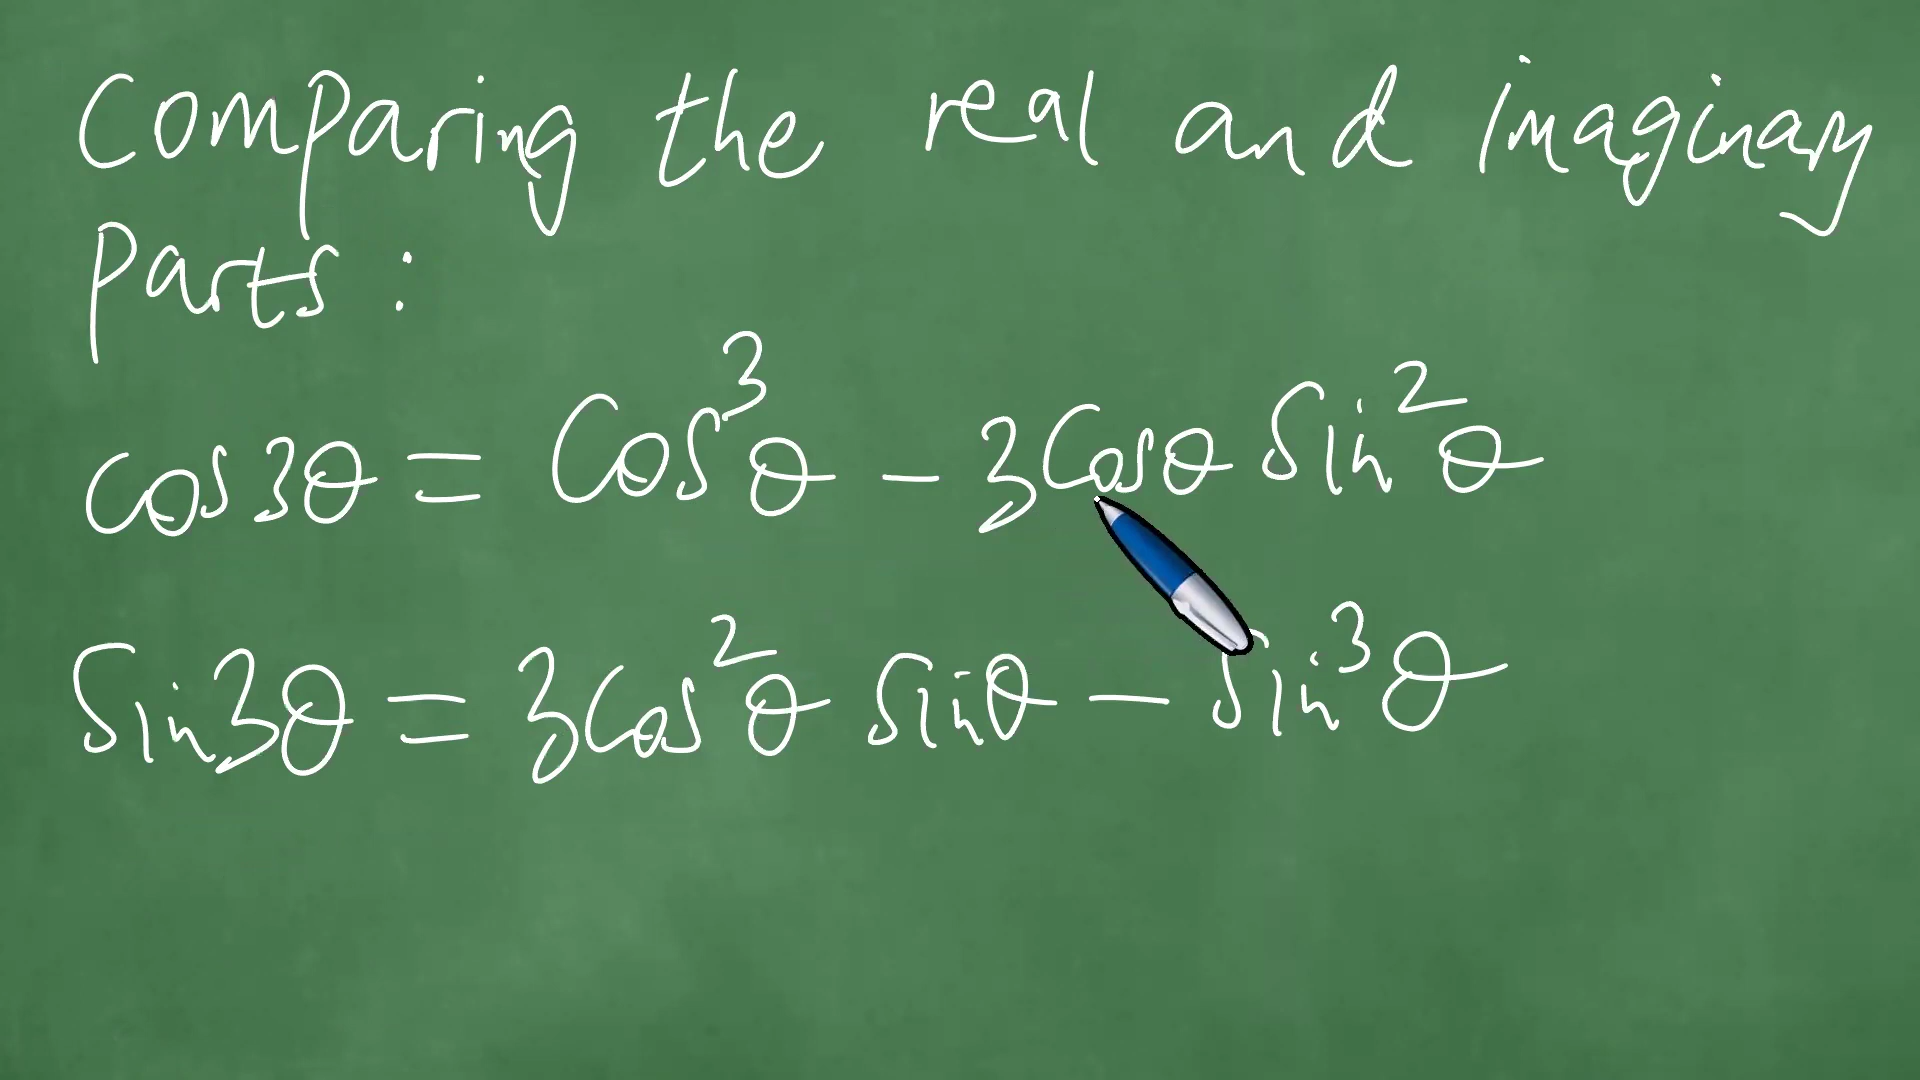 Comparing the real and imaginary
parts:
cos3θ = cos³θ - 3cosθ sin²θ
sin3θ = 3cos²θ sinθ - sin³θ